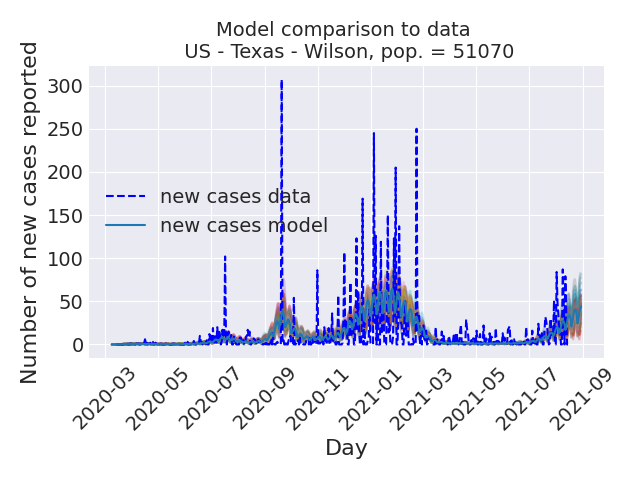 Model comparison to data
US - Texas - Wilson, pop. = 51070
Number of new cases reported
300
250
200
150
100
50
0
new cases data
new cases model
2020-03
2020-05
2020-07
2020-09
2020-11
2021-01
2021-03
2021-05
2021-07
2021-09
Day